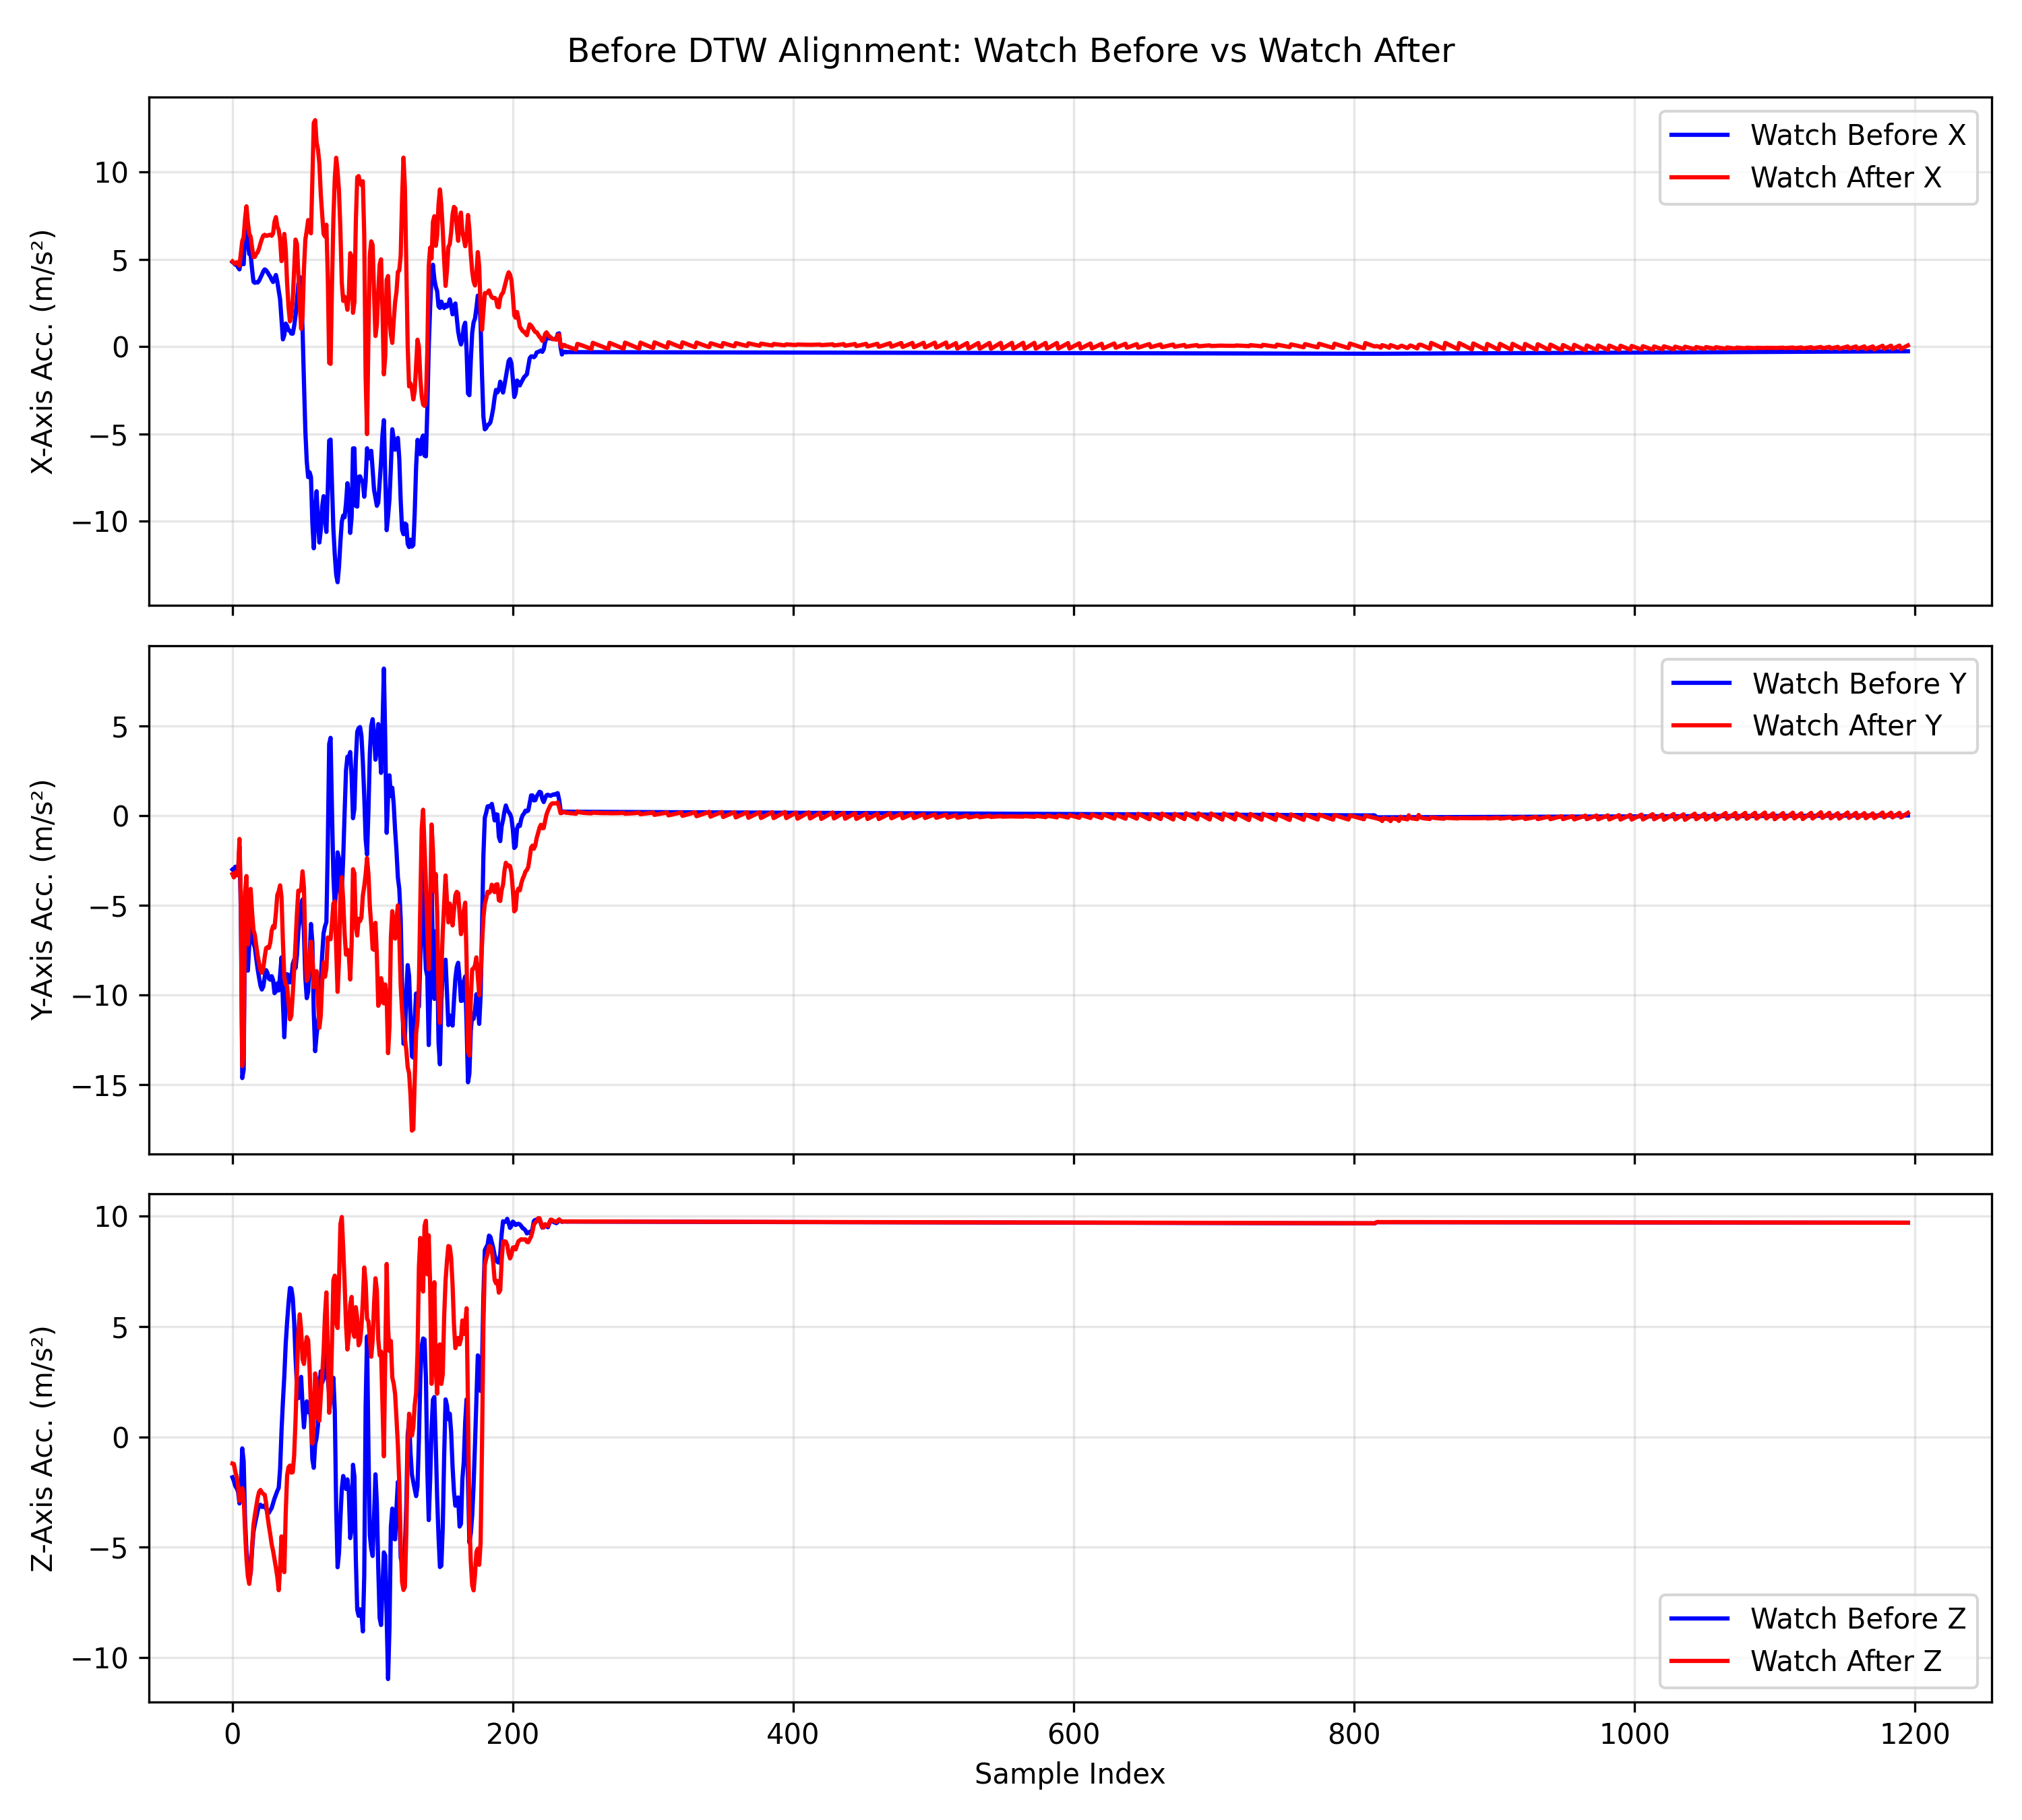 Before DTW Alignment: Watch Before vs Watch After
X-Axis Acc. (m/s²)
10
5
0
−5
−10
Watch Before X
Watch After X
Y-Axis Acc. (m/s²)
5
0
−5
−10
−15
Watch Before Y
Watch After Y
Z-Axis Acc. (m/s²)
10
5
0
−5
−10
Watch Before Z
Watch After Z
0 200 400 600 800 1000 1200
Sample Index